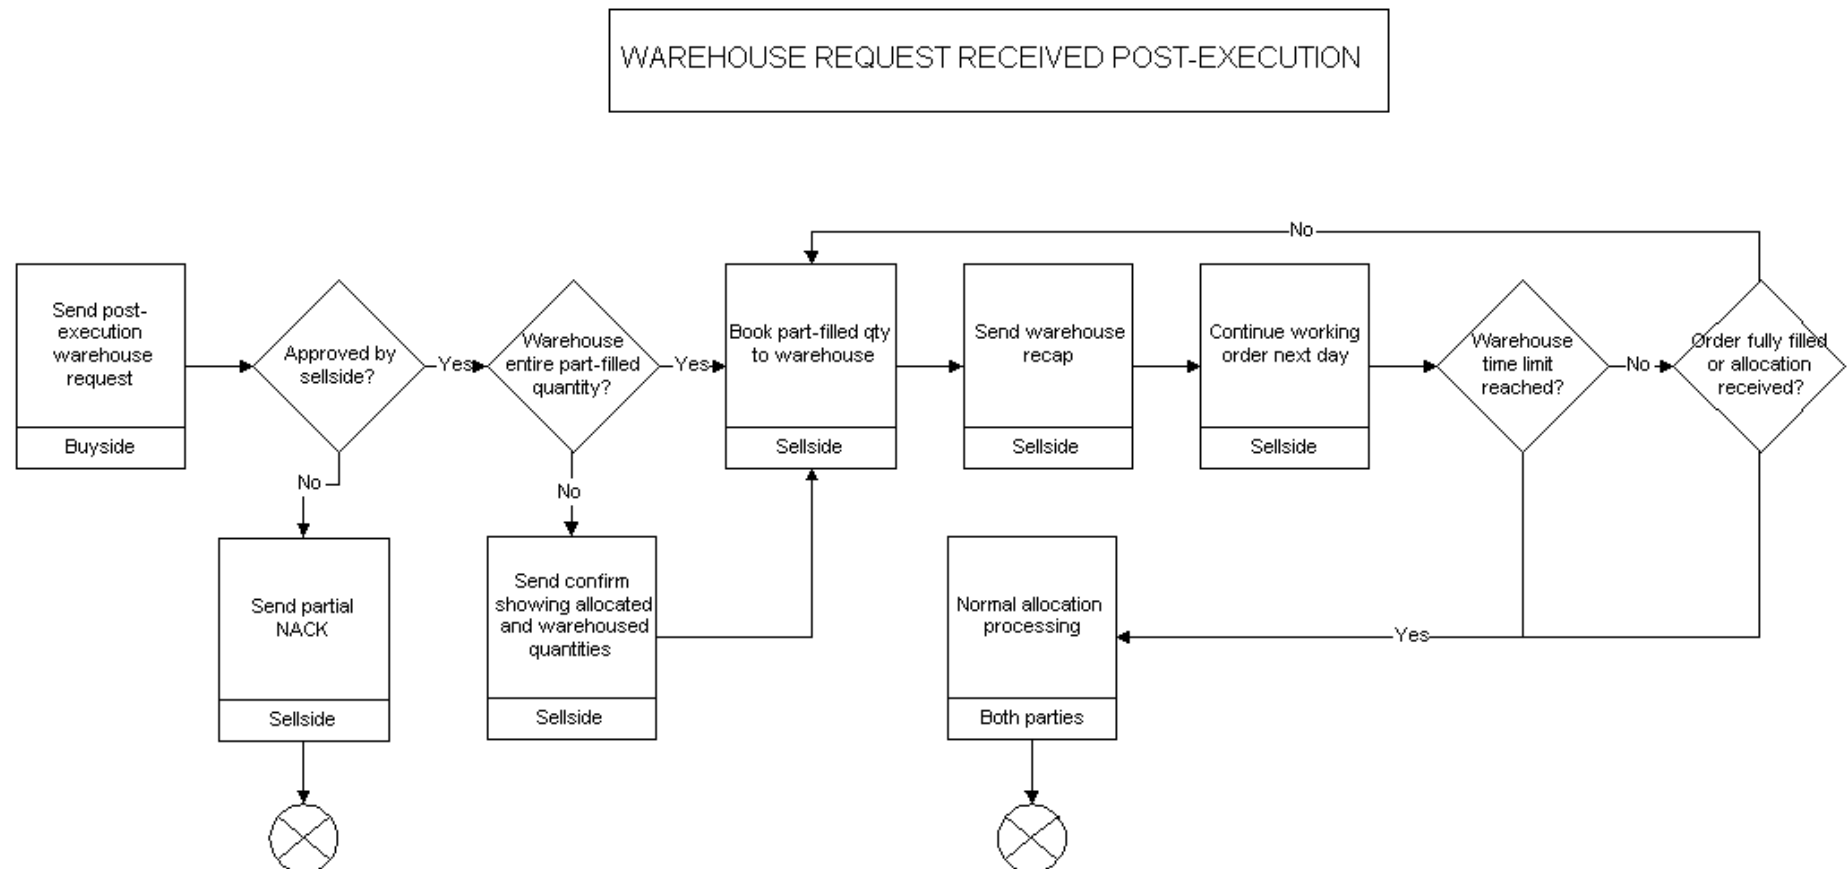 WAREHOUSE REQUEST RECEIVED POST-EXECUTION
No
Send post-
execution
warehouse
request
Buyside
Approved by
sellside?
Yes
Warehouse
entire part-filled
quantity?
Yes
Book part-filled qty
to warehouse
Sellside
Send warehouse
recap
Sellside
Continue working
order next day
Sellside
Warehouse
time limit
reached?
No
Order fully filled
or allocation
received?
No
No
Send partial
NACK
Sellside
Send confirm
showing allocated
and warehoused
quantities
Sellside
Normal allocation
processing
Both parties
Yes